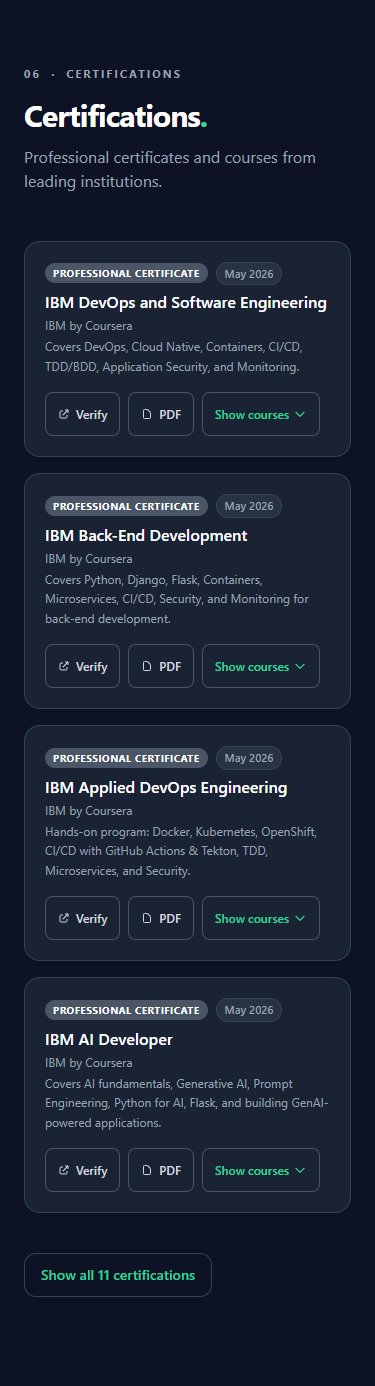 06 · CERTIFICATIONS
Certifications.
Professional certificates and courses from
leading institutions.
PROFESSIONAL CERTIFICATE May 2026
IBM DevOps and Software Engineering
IBM by Coursera
Covers DevOps, Cloud Native, Containers, CI/CD,
TDD/BDD, Application Security, and Monitoring.
Verify PDF Show courses
PROFESSIONAL CERTIFICATE May 2026
IBM Back-End Development
IBM by Coursera
Covers Python, Django, Flask, Containers,
Microservices, CI/CD, Security, and Monitoring for
back-end development.
Verify PDF Show courses
PROFESSIONAL CERTIFICATE May 2026
IBM Applied DevOps Engineering
IBM by Coursera
Hands-on program: Docker, Kubernetes, OpenShift,
CI/CD with GitHub Actions & Tekton, TDD,
Microservices, and Security.
Verify PDF Show courses
PROFESSIONAL CERTIFICATE May 2026
IBM AI Developer
IBM by Coursera
Covers AI fundamentals, Generative AI, Prompt
Engineering, Python for AI, Flask, and building GenAI-
powered applications.
Verify PDF Show courses
Show all 11 certifications